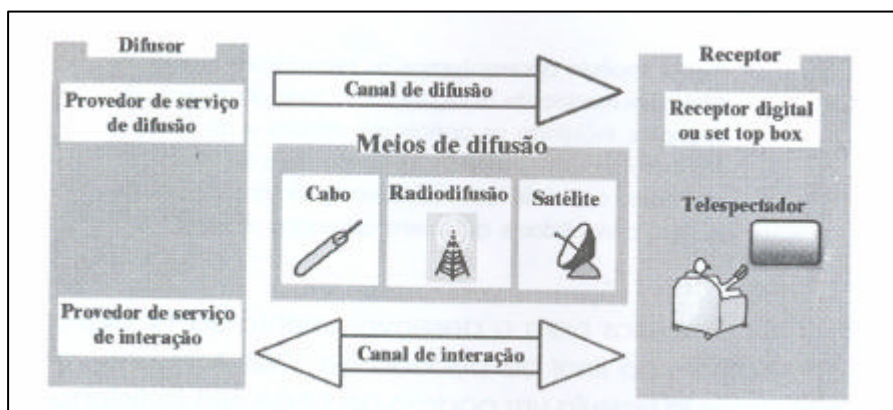 Difusor
Provedor de serviço
de difusão
Provedor de serviço
de interação
Canal de difusão
Meios de difusão
Cabo
Radiodifusão
Satélite
Canal de interação
Receptor
Receptor digital
ou set top box
Telespectador